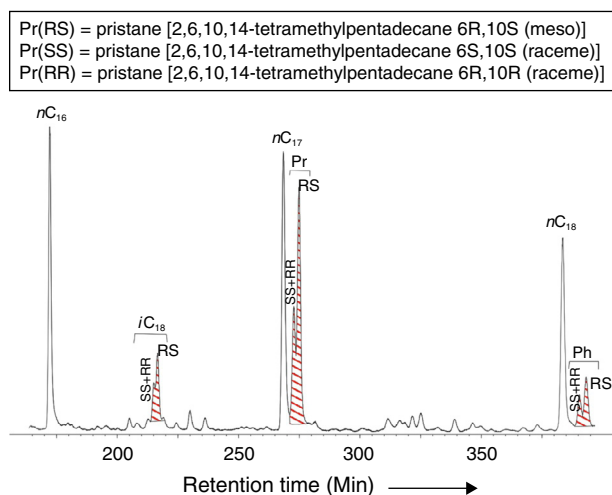 Pr(RS) = pristane [2,6,10,14-tetramethylpentadecane 6R,10S (meso)]
Pr(SS) = pristane [2,6,10,14-tetramethylpentadecane 6S,10S (raceme)]
Pr(RR) = pristane [2,6,10,14-tetramethylpentadecane 6R,10R (raceme)]
nC16
nC17
Pr
RS
SS+RR
nC18
iC18
RS
SS+RR
Ph
RS
SS+RR
200 250 300 350
Retention time (Min)